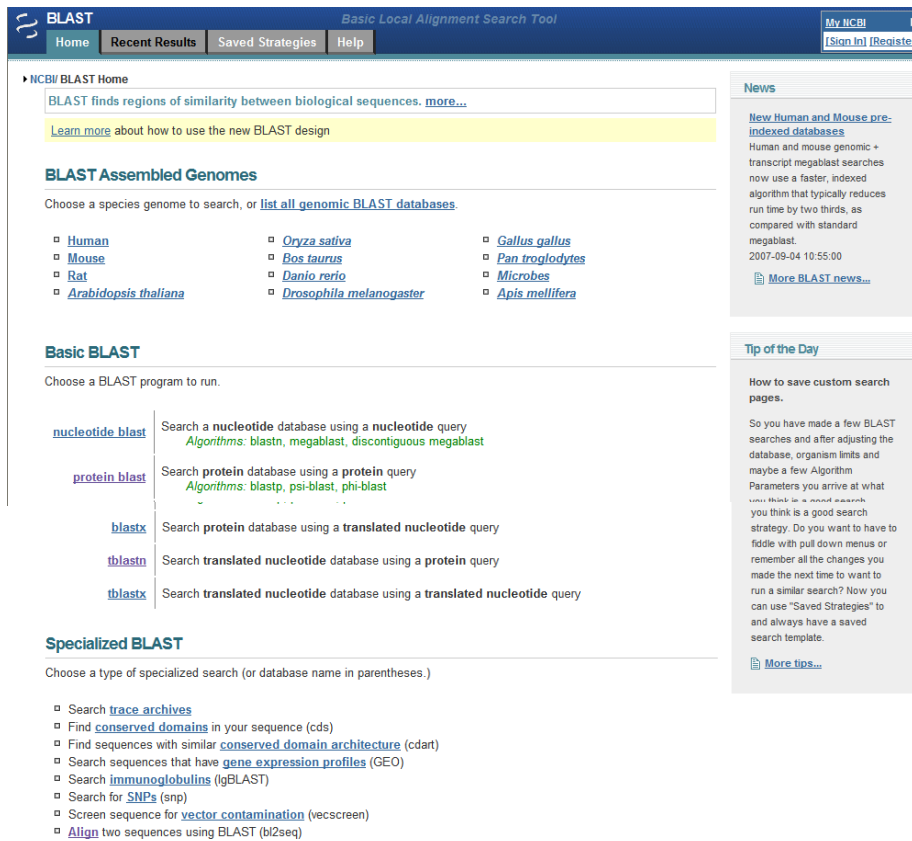 BLAST
Basic Local Alignment Search Tool
My NCBI
[Sign In] [Registe
Home Recent Results Saved Strategies Help
NCBI/ BLAST Home
BLAST finds regions of similarity between biological sequences. more...
Learn more about how to use the new BLAST design
BLAST Assembled Genomes
Choose a species genome to search, or list all genomic BLAST databases.
Human
Mouse
Rat
Arabidopsis thaliana
Oryza sativa
Bos taurus
Danio rerio
Drosophila melanogaster
Gallus gallus
Pan troglodytes
Microbes
Apis mellifera
Basic BLAST
Choose a BLAST program to run.
nucleotide blast
Search a nucleotide database using a nucleotide query
Algorithms: blastn, megablast, discontiguous megablast
protein blast
Search protein database using a protein query
Algorithms: blastp, psi-blast, phi-blast
blastx
Search protein database using a translated nucleotide query
tblastn
Search translated nucleotide database using a protein query
tblastx
Search translated nucleotide database using a translated nucleotide query
Specialized BLAST
Choose a type of specialized search (or database name in parentheses.)
Search trace archives
Find conserved domains in your sequence (cds)
Find sequences with similar conserved domain architecture (cdart)
Search sequences that have gene expression profiles (GEO)
Search immunoglobulins (IgBLAST)
Search for SNPs (snp)
Screen sequence for vector contamination (vecscreen)
Align two sequences using BLAST (bl2seq)
News
New Human and Mouse pre-
indexed databases
Human and mouse genomic +
transcript megablast searches
now use a faster, indexed
algorithm that typically reduces
run time by two thirds, as
compared with standard
megablast.
2007-09-04 10:55:00
More BLAST news...
Tip of the Day
How to save custom search
pages.
So you have made a few BLAST
searches and after adjusting the
database, organism limits and
maybe a few Algorithm
Parameters you arrive at what
you think is a good search
you think is a good search
strategy. Do you want to have to
fiddle with pull down menus or
remember all the changes you
made the next time to want to
run a similar search? Now you
can use "Saved Strategies" to
and always have a saved
search template.
More tips...